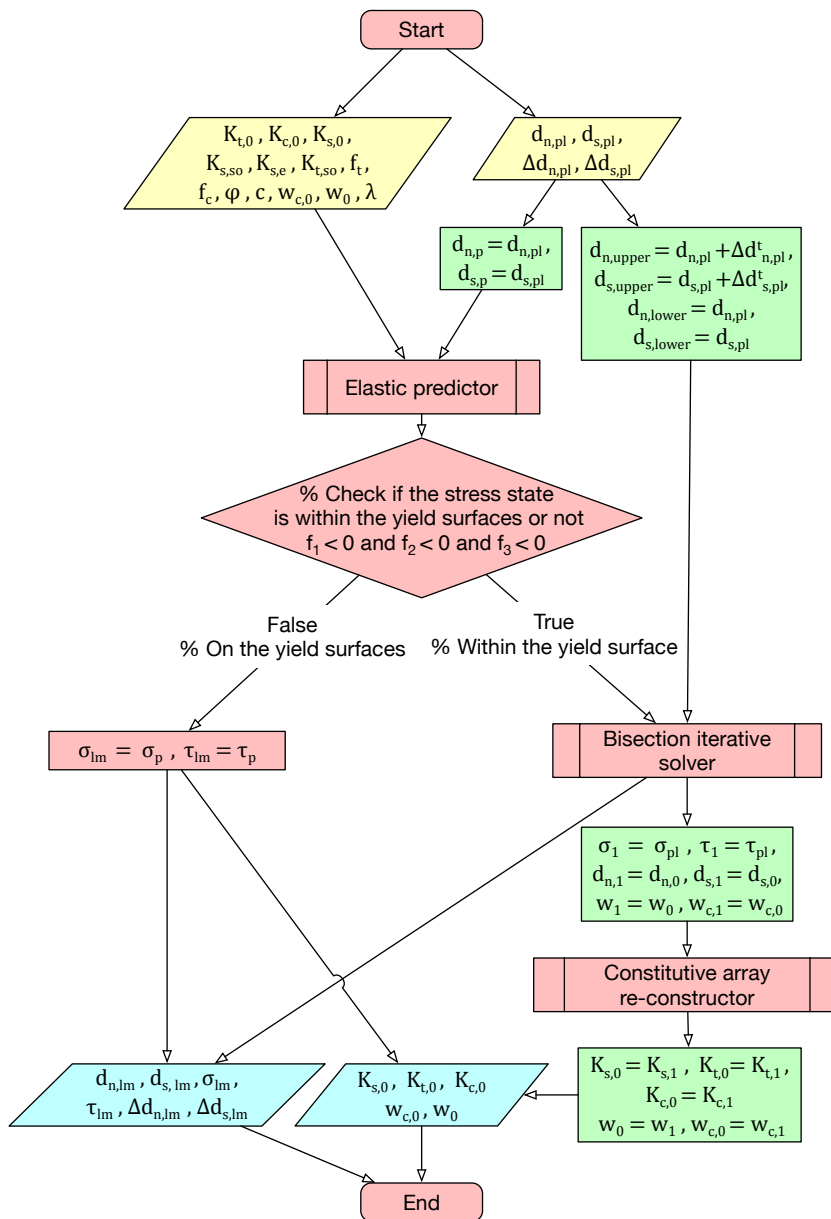 Start
K_{t,0} , K_{c,0} , K_{s,0} ,
K_{s,so} , K_{s,e} , K_{t,so} , f_t ,
f_c , φ , c , w_{c,0} , w_0 , λ
d_{n,pl} , d_{s,pl} ,
Δd_{n,pl} , Δd_{s,pl}
d_{n,p} = d_{n,pl} ,
d_{s,p} = d_{s,pl}
d_{n,upper} = d_{n,pl} + Δd^t_{n,pl} ,
d_{s,upper} = d_{s,pl} + Δd^t_{s,pl} ,
d_{n,lower} = d_{n,pl} ,
d_{s,lower} = d_{s,pl}
Elastic predictor
% Check if the stress state
is within the yield surfaces or not
f_1 < 0 and f_2 < 0 and f_3 < 0
False
% On the yield surfaces
True
% Within the yield surface
σ_{lm} = σ_p , τ_{lm} = τ_p
Bisection iterative
solver
σ_1 = σ_{pl} , τ_1 = τ_{pl} ,
d_{n,1} = d_{n,0} , d_{s,1} = d_{s,0} ,
w_1 = w_0 , w_{c,1} = w_{c,0}
Constitutive array
re-constructor
d_{n,lm} , d_{s,lm} , σ_{lm} ,
τ_{lm} , Δd_{n,lm} , Δd_{s,lm}
K_{s,0} , K_{t,0} , K_{c,0}
w_{c,0} , w_0
K_{s,0} = K_{s,1} , K_{t,0} = K_{t,1} ,
K_{c,0} = K_{c,1}
w_0 = w_1 , w_{c,0} = w_{c,1}
End